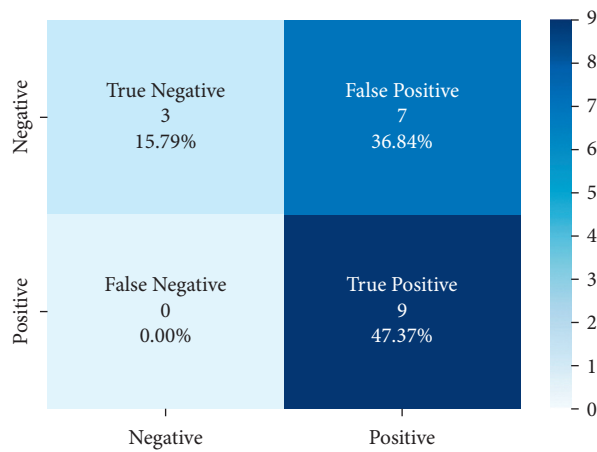 True Negative
3
15.79%
False Positive
7
36.84%
False Negative
0
0.00%
True Positive
9
47.37%
Negative
Positive
Negative
Positive
9
8
7
6
5
4
3
2
1
0